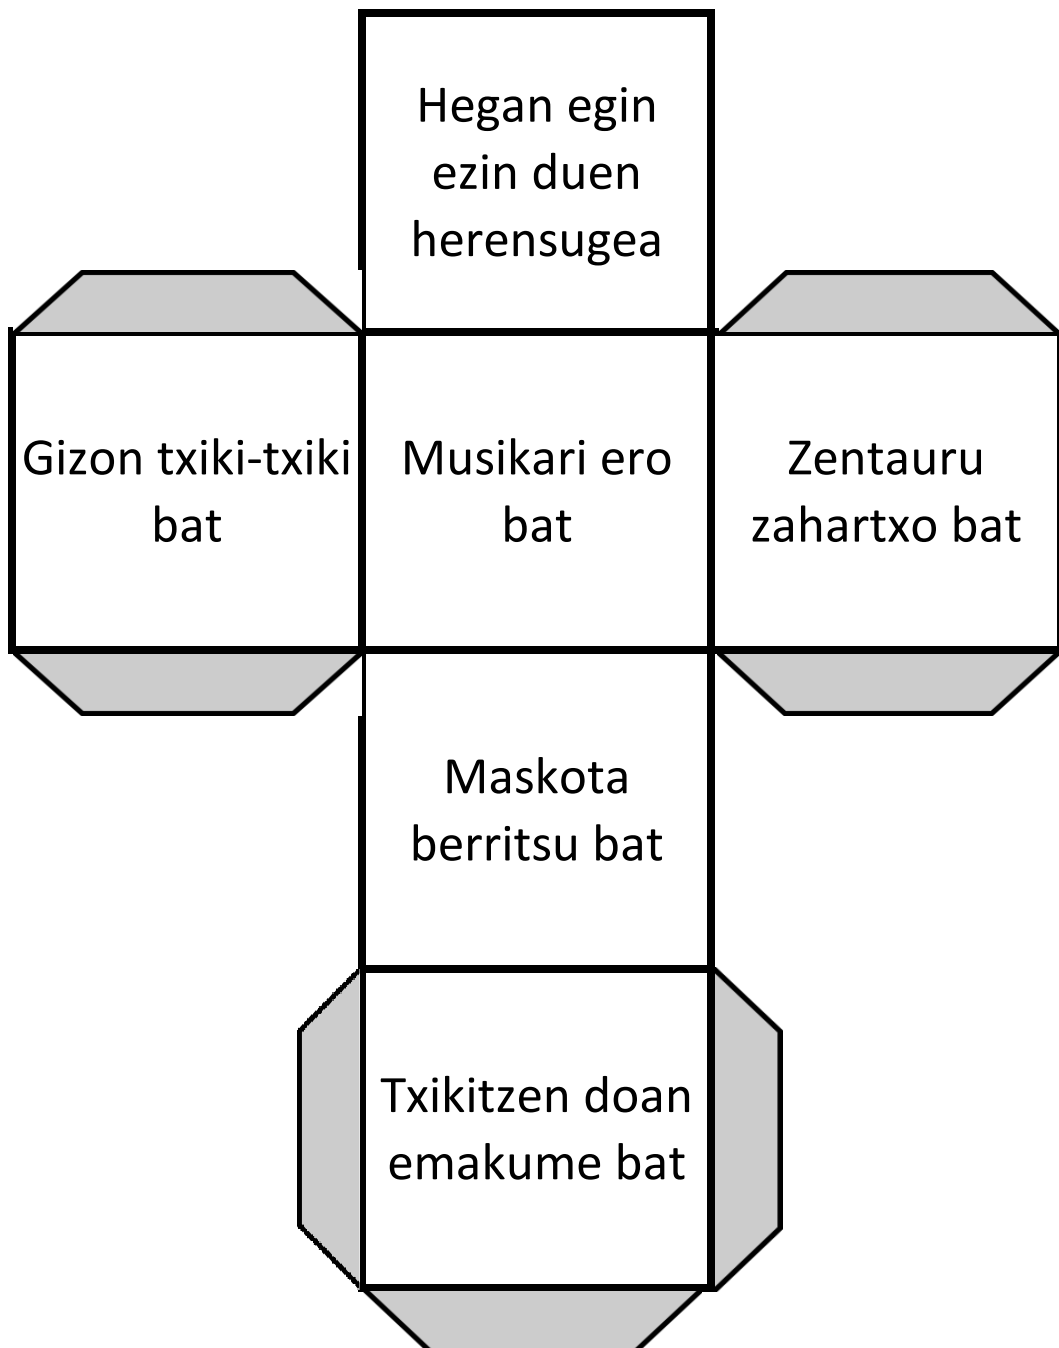 Hegan egin
ezin duen
herensugea
Gizon txiki-txiki
bat
Musikari ero
bat
Zentauru
zahartxo bat
Maskota
berritsu bat
Txikitzen doan
emakume bat